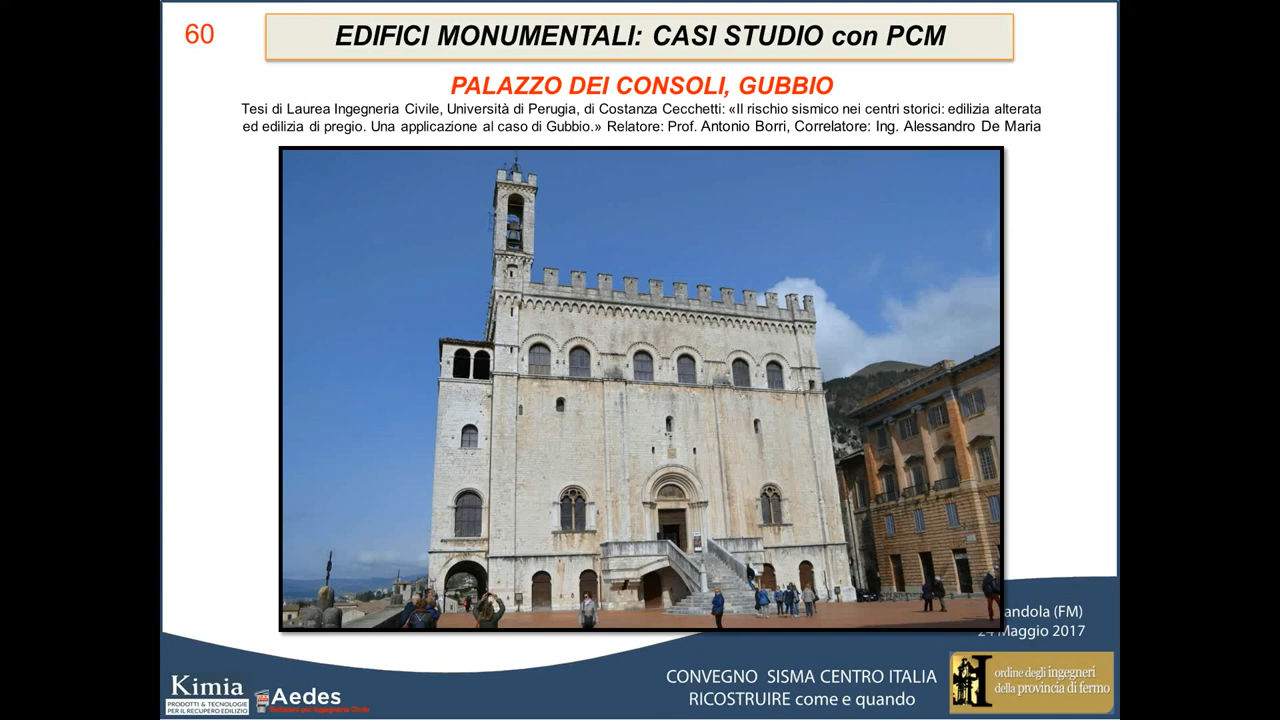 60
EDIFICI MONUMENTALI: CASI STUDIO con PCM
PALAZZO DEI CONSOLI, GUBBIO
Tesi di Laurea Ingegneria Civile, Università di Perugia, di Costanza Cecchetti: «Il rischio sismico nei centri storici: edilizia alterata
ed edilizia di pregio. Una applicazione al caso di Gubbio.» Relatore: Prof. Antonio Borri, Correlatore: Ing. Alessandro De Maria
andola (FM)
24 Maggio 2017
CONVEGNO SISMA CENTRO ITALIA
RICOSTRUIRE come e quando
ordine degli ingegneri
della provincia di fermo
Kimia
PRODOTTI & TECNOLOGIE
PER IL RECUPERO EDILIZIO
Aedes
Software per Ingegneria Civile